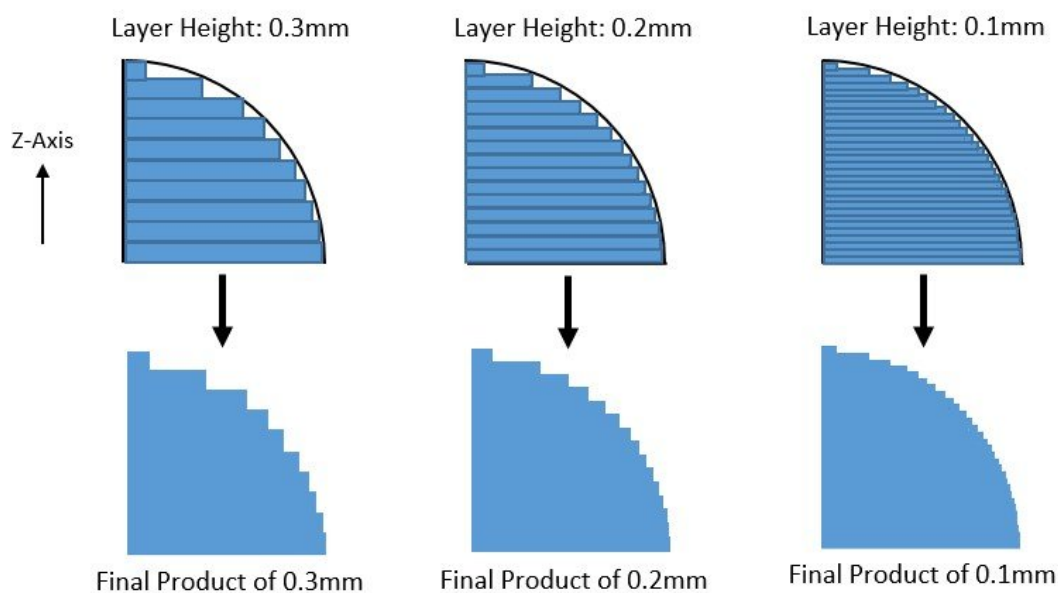 Layer Height: 0.3mm
Layer Height: 0.2mm
Layer Height: 0.1mm
Z-Axis
Final Product of 0.3mm
Final Product of 0.2mm
Final Product of 0.1mm